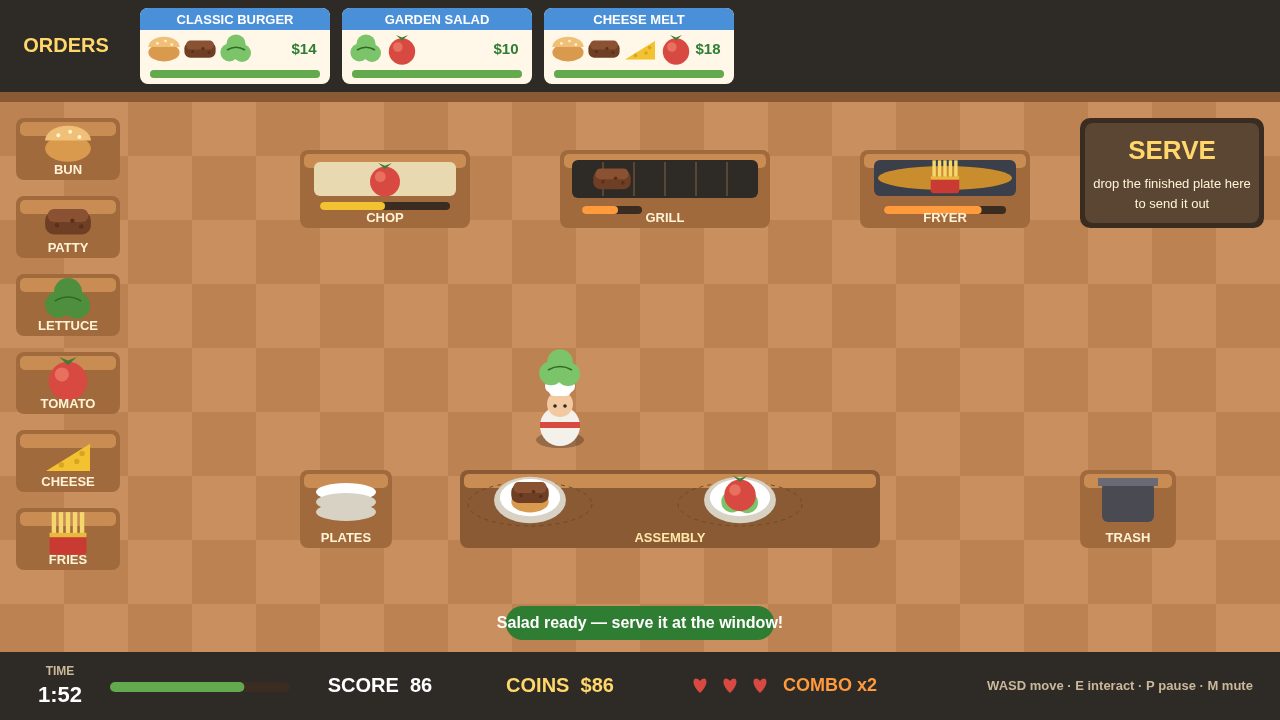 ORDERS
CLASSIC BURGER
$14
GARDEN SALAD
$10
CHEESE MELT
$18
BUN
PATTY
LETTUCE
TOMATO
CHEESE
FRIES
CHOP
GRILL
FRYER
SERVE
drop the finished plate here
to send it out
PLATES
ASSEMBLY
TRASH
Salad ready — serve it at the window!
TIME
1:52
SCORE 86
COINS $86
COMBO x2
WASD move · E interact · P pause · M mute